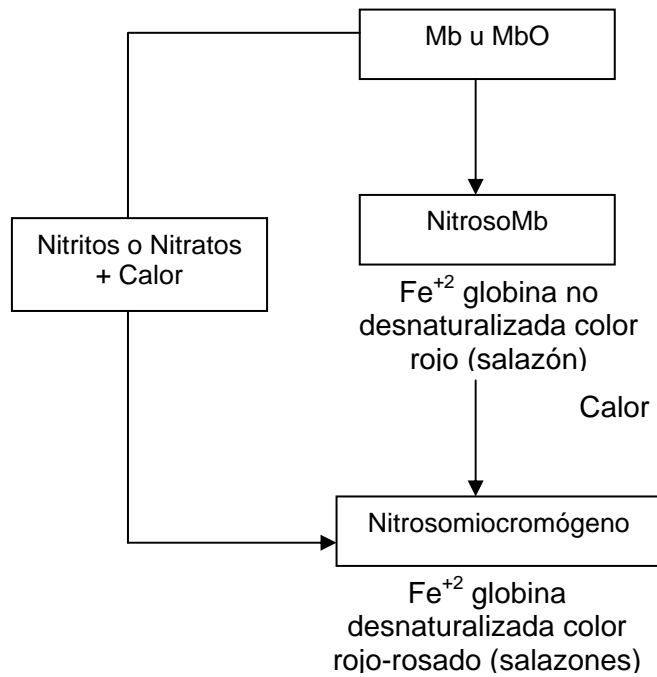 Mb u MbO
NitrosoMb
Nitritos o Nitratos
+ Calor
Fe+2 globina no
desnaturalizada color
rojo (salazón)
Calor
Nitrosomiocromógeno
Fe+2 globina
desnaturalizada color
rojo-rosado (salazones)